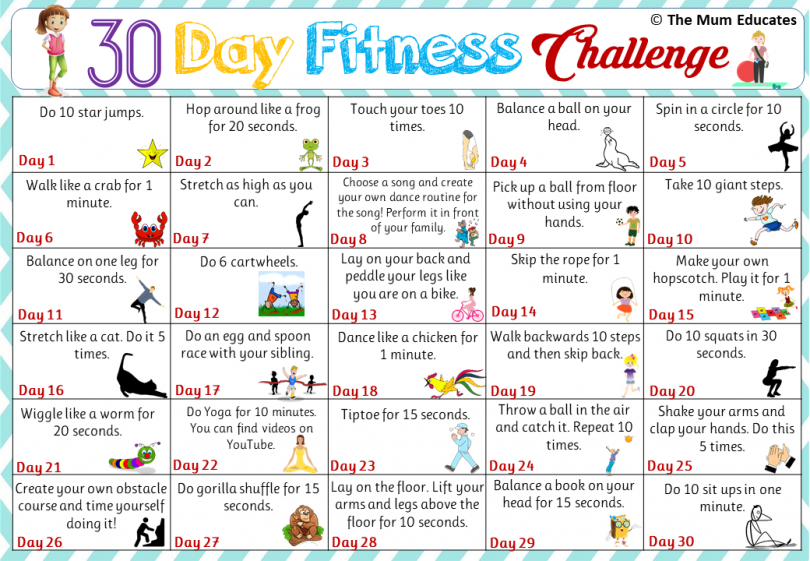 © The Mum Educates
30 Day Fitness Challenge
Do 10 star jumps.
Day 1
Hop around like a frog
for 20 seconds.
Day 2
Touch your toes 10
times.
Day 3
Balance a ball on your
head.
Day 4
Spin in a circle for 10
seconds.
Day 5
Walk like a crab for 1
minute.
Day 6
Stretch as high as you
can.
Day 7
Choose a song and create
your own dance routine for
the song! Perform it in front
of your family.
Day 8
Pick up a ball from floor
without using your
hands.
Day 9
Take 10 giant steps.
Day 10
Balance on one leg for
30 seconds.
Day 11
Do 6 cartwheels.
Day 12
Lay on your back and
peddle your legs like
you are on a bike.
Day 13
Skip the rope for 1
minute.
Day 14
Make your own
hopscotch. Play it for 1
minute.
Day 15
Stretch like a cat. Do it 5
times.
Day 16
Do an egg and spoon
race with your sibling.
Day 17
Dance like a chicken for
1 minute.
Day 18
Walk backwards 10 steps
and then skip back.
Day 19
Do 10 squats in 30
seconds.
Day 20
Wiggle like a worm for
20 seconds.
Day 21
Do Yoga for 10 minutes.
You can find videos on
YouTube.
Day 22
Tiptoe for 15 seconds.
Day 23
Throw a ball in the air
and catch it. Repeat 10
times.
Day 24
Shake your arms and
clap your hands. Do this
5 times.
Day 25
Create your own obstacle
course and time yourself
doing it!
Day 26
Do gorilla shuffle for 15
seconds.
Day 27
Lay on the floor. Lift your
arms and legs above the
floor for 10 seconds.
Day 28
Balance a book on your
head for 15 seconds.
Day 29
Do 10 sit ups in one
minute.
Day 30